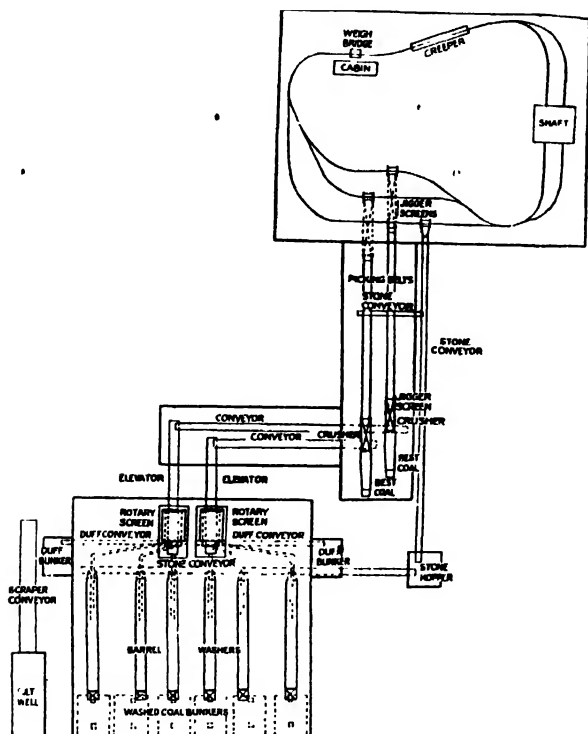 WEIGH
BRIDGE
CABIN
CREEPER
SHAFT
JIGGER
SCREENS
PICKING BELTS
STONE
CONVEYOR
STONE
CONVEYOR
JIGGER
SCREEN
CRUSHER
CONVEYOR
CONVEYOR
CRUSHER
BEST
COAL
BEST
COAL
ELEVATOR
ELEVATOR
ROTARY
SCREEN
ROTARY
SCREEN
DUFF CONVEYOR
DUFF CONVEYOR
DUFF
BUNKER
STONE CONVEYOR
DUFF
BUNKER
STONE
HOPPER
SCRAPER
CONVEYOR
BARREL
WASHERS
WELL
WASHED COAL BUNKERS